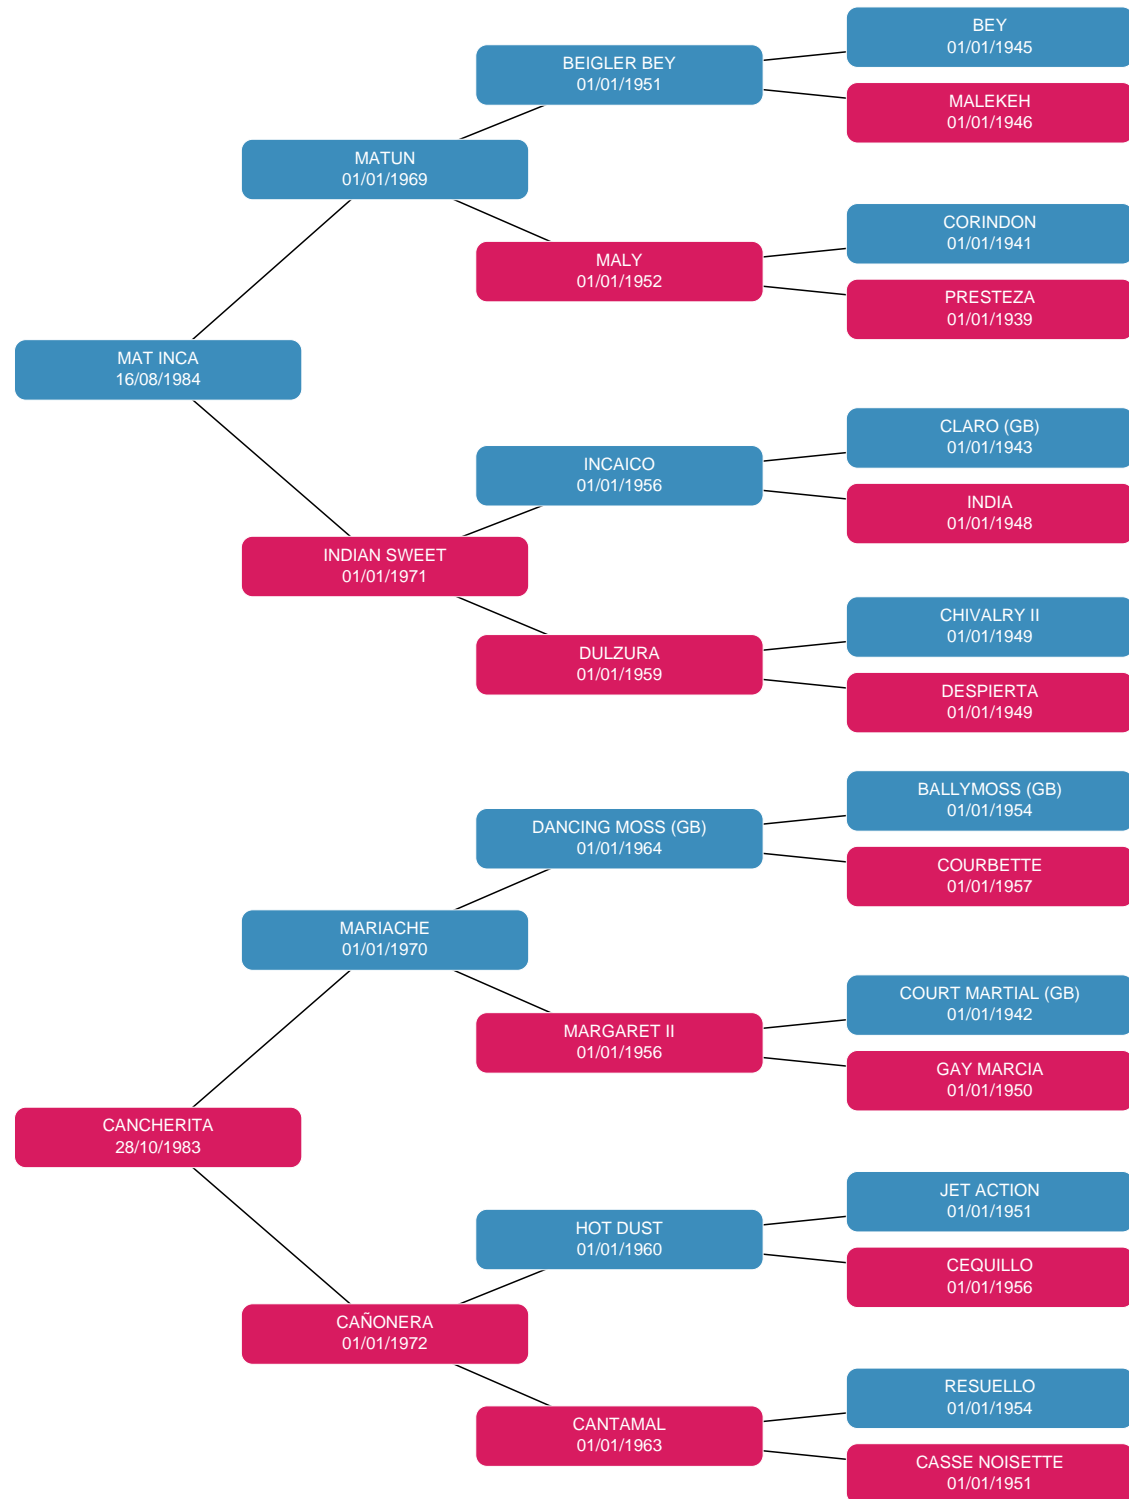 BEY
01/01/1945
BEIGLER BEY
01/01/1951
MALEKEH
01/01/1946
MATUN
01/01/1969
CORINDON
01/01/1941
MALY
01/01/1952
PRESTEZA
01/01/1939
MAT INCA
16/08/1984
CLARO (GB)
01/01/1943
INCAICO
01/01/1956
INDIA
01/01/1948
INDIAN SWEET
01/01/1971
CHIVALRY II
01/01/1949
DULZURA
01/01/1959
DESPIERTA
01/01/1949
BALLYMOSS (GB)
01/01/1954
DANCING MOSS (GB)
01/01/1964
COURBETTE
01/01/1957
MARIACHE
01/01/1970
COURT MARTIAL (GB)
01/01/1942
MARGARET II
01/01/1956
GAY MARCIA
01/01/1950
CANCHERITA
28/10/1983
JET ACTION
01/01/1951
HOT DUST
01/01/1960
CEQUILLO
01/01/1956
CAÑONERA
01/01/1972
RESUELLO
01/01/1954
CANTAMAL
01/01/1963
CASSE NOISETTE
01/01/1951